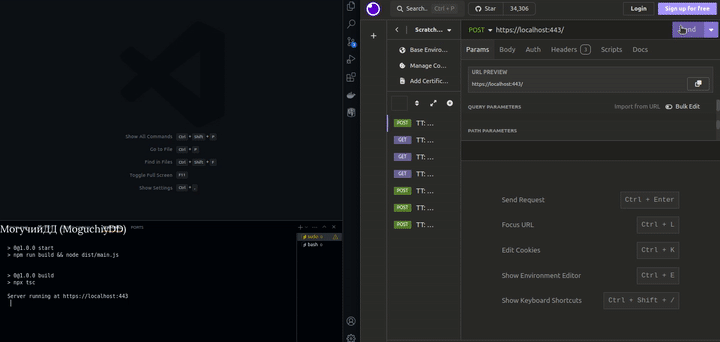 Show All Commands Ctrl + Shift + P
Go to File Ctrl + P
Find in Files Ctrl + Shift + F
Toggle Full Screen F11
Show Settings Ctrl + ,
МогучийДД (MoguchiyDD)
PORTS
> 0@1.0.0 start
> npm run build && node dist/main.js
> 0@1.0.0 build
> npx tsc
Server running at https://localhost:443
sudo
bash
Search.. Ctrl + P
Star 34,306
Login
Sign up for free
Scratch...
Base Enviro...
Manage Co...
Add Certific...
POST TT: ...
GET TT: ...
GET TT: ...
GET TT: ...
POST TT: ...
POST TT: ...
POST TT: ...
POST https://localhost:443/
Params Body Auth Headers 3 Scripts Docs
URL PREVIEW
https://localhost:443/
QUERY PARAMETERS Import from URL Bulk Edit
PATH PARAMETERS
Send Request Ctrl + Enter
Focus URL Ctrl + L
Edit Cookies Ctrl + K
Show Environment Editor Ctrl + E
Show Keyboard Shortcuts Ctrl + Shift + /